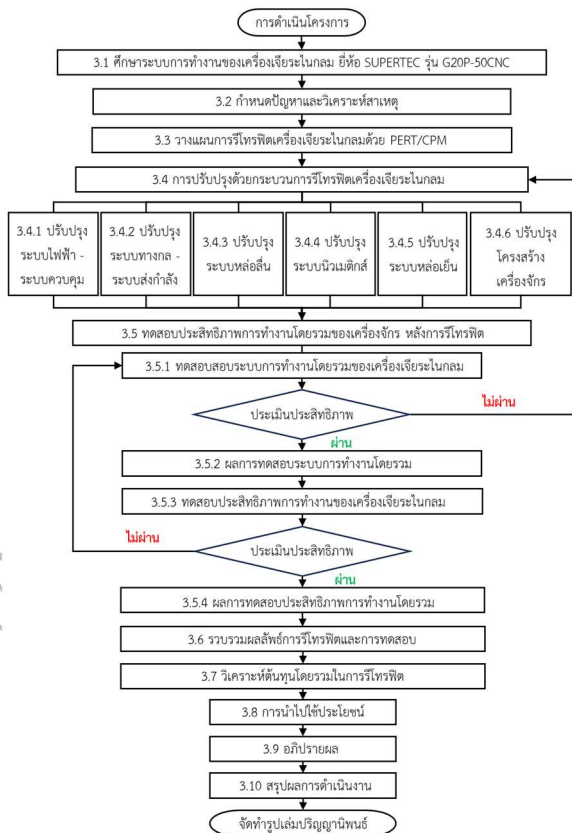 การดำเนินโครงการ
3.1 ศึกษาระบบการทำงานของเครื่องเจียระไนกลม ยี่ห้อ SUPERTEC รุ่น G20P-50CNC
3.2 กำหนดปัญหาและวิเคราะห์สาเหตุ
3.3 วางแผนการรีโทรฟิตเครื่องเจียระไนกลมด้วย PERT/CPM
3.4 การปรับปรุงด้วยกระบวนการรีโทรฟิตเครื่องเจียระไนกลม
3.4.1 ปรับปรุง
ระบบไฟฟ้า -
ระบบควบคุม
3.4.2 ปรับปรุง
ระบบทางกล -
ระบบส่งกำลัง
3.4.3 ปรับปรุง
ระบบหล่อลื่น
3.4.4 ปรับปรุง
ระบบนิวเมติกส์
3.4.5 ปรับปรุง
ระบบหล่อเย็น
3.4.6 ปรับปรุง
โครงสร้าง
เครื่องจักร
3.5 ทดสอบประสิทธิภาพการทำงานโดยรวมของเครื่องจักร หลังการรีโทรฟิต
3.5.1 ทดสอบสอบระบบการทำงานโดยรวมของเครื่องเจียระไนกลม
ประเมินประสิทธิภาพ
ไม่ผ่าน
ผ่าน
3.5.2 ผลการทดสอบระบบการทำงานโดยรวม
3.5.3 ทดสอบประสิทธิภาพการทำงานของเครื่องเจียระไนกลม
ไม่ผ่าน
ประเมินประสิทธิภาพ
ผ่าน
3.5.4 ผลการทดสอบประสิทธิภาพการทำงานโดยรวม
3.6 รวบรวมผลลัพธ์การรีโทรฟิตและการทดสอบ
3.7 วิเคราะห์ต้นทุนโดยรวมในการรีโทรฟิต
3.8 การนำไปใช้ประโยชน์
3.9 อภิปรายผล
3.10 สรุปผลการดำเนินงาน
จัดทำรูปเล่มปริญญานิพนธ์